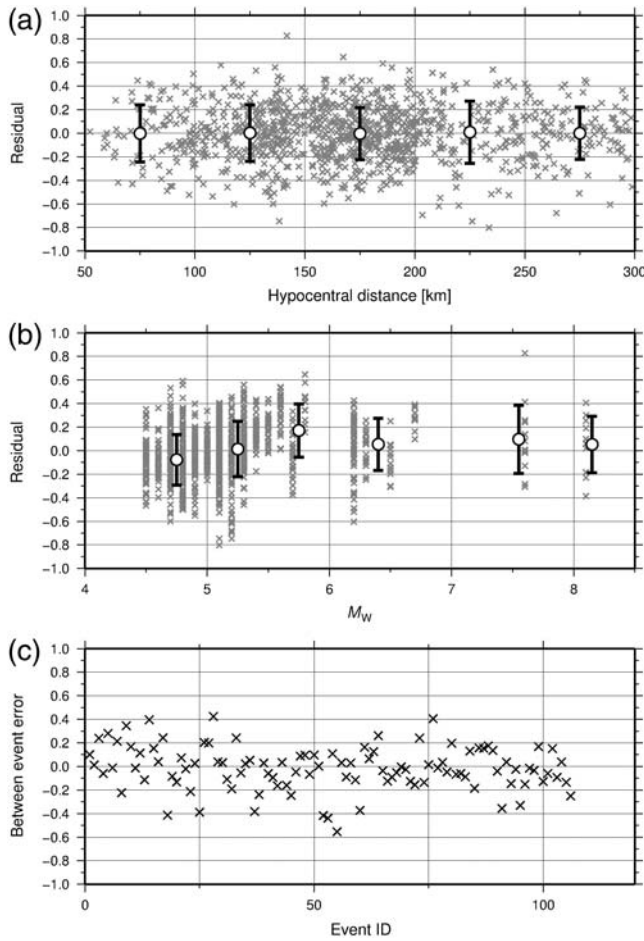 (a)
1.0
0.8
0.6
0.4
0.2
0.0
−0.2
−0.4
−0.6
−0.8
−1.0
Residual
50 100 150 200 250 300
Hypocentral distance [km]
(b)
1.0
0.8
0.6
0.4
0.2
0.0
−0.2
−0.4
−0.6
−0.8
−1.0
Residual
4 5 6 7 8
MW
(c)
1.0
0.8
0.6
0.4
0.2
0.0
−0.2
−0.4
−0.6
−0.8
−1.0
Between event error
0 50 100
Event ID